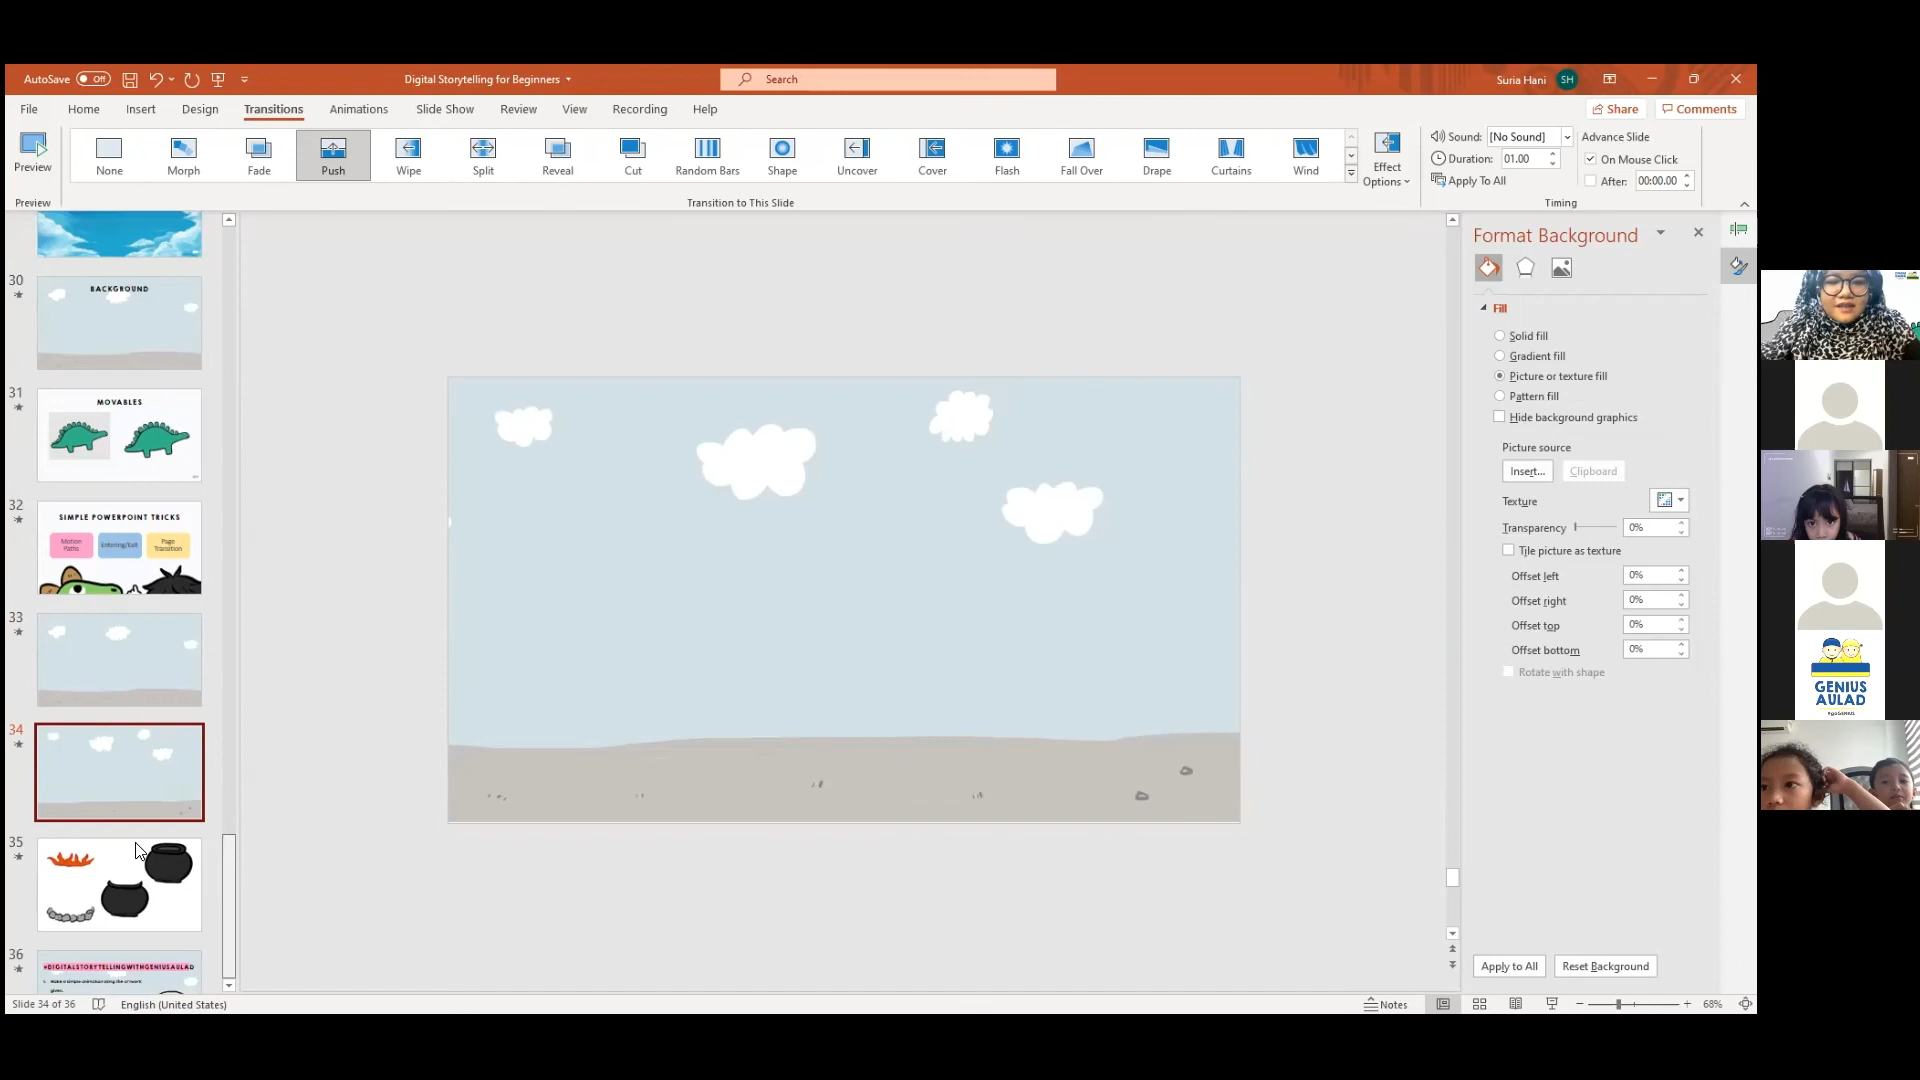 AutoSave Off
Digital Storytelling for Beginners
Search
Suria Hani SH
File Home Insert Design Transitions Animations Slide Show Review View Recording Help
Share Comments
Preview
None Morph Fade Push Wipe Split Reveal Cut Random Bars Shape Uncover Cover Flash Fall Over Drape Curtains Wind
Effect Options
Sound: [No Sound]
Duration: 01.00
Apply To All
Advance Slide
On Mouse Click
After: 00:00.00
Preview
Transition to This Slide
Timing
30
BACKGROUND
31
MOVABLES
32
SIMPLE POWERPOINT TRICKS
Motion Paths
Entering/Exit
Page Transition
33
34
35
36
#DIGITALSTORYTELLINGWITHGENIUSAULAD
Format Background
Fill
Solid fill
Gradient fill
Picture or texture fill
Pattern fill
Hide background graphics
Picture source
Insert... Clipboard
Texture
Transparency 0%
Tile picture as texture
Offset left 0%
Offset right 0%
Offset top 0%
Offset bottom 0%
Rotate with shape
Apply to All Reset Background
GENIUS
AULAD
#goGENIUS
Slide 34 of 36 English (United States)
Notes
68%